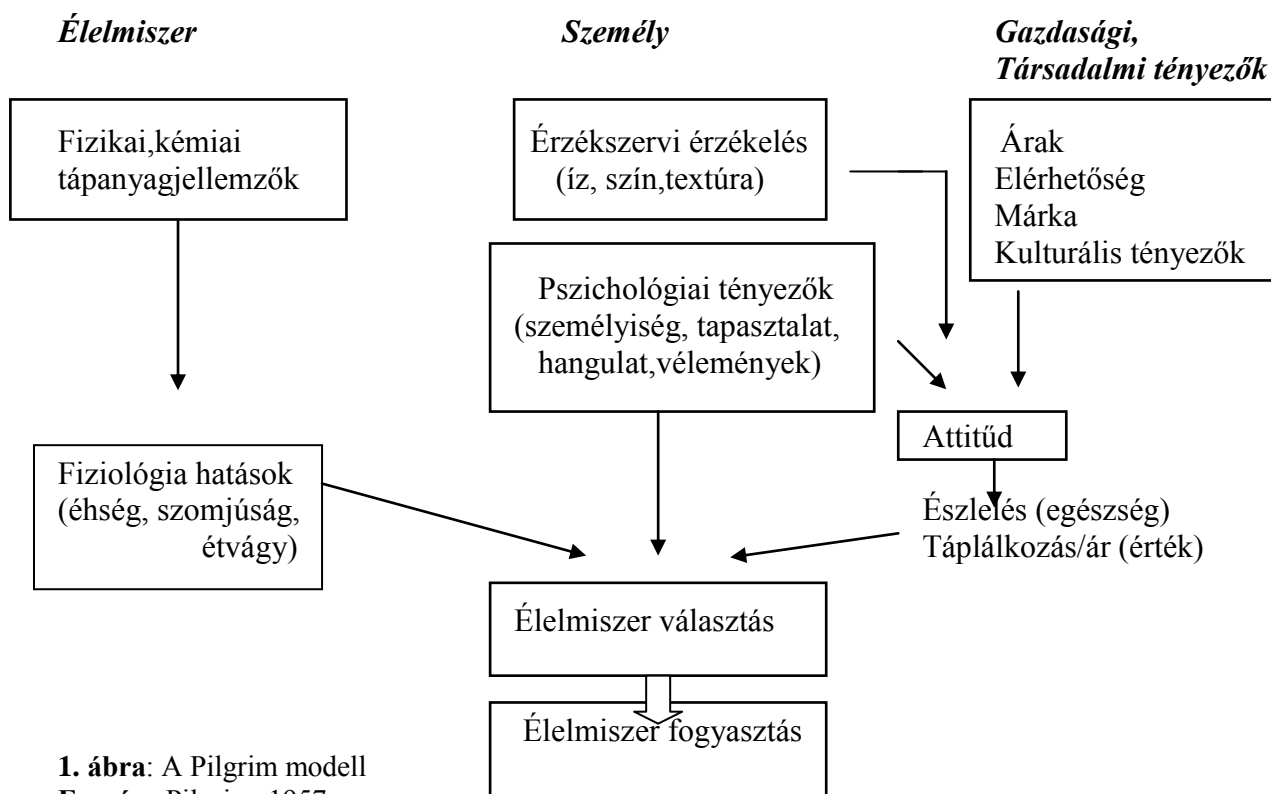 Élelmiszer
Személy
Gazdasági,
Társadalmi tényezők
Fizikai,kémiai
tápanyagjellemzők
Érzékszervi érzékelés
(íz, szín,textúra)
Árak
Elérhetőség
Márka
Kulturális tényezők
Pszichológiai tényezők
(személyiség, tapasztalat,
hangulat,vélemények)
Attitűd
Fiziológia hatások
(éhség, szomjúság,
étvágy)
Észlelés (egészség)
Táplálkozás/ár (érték)
Élelmiszer választás
Élelmiszer fogyasztás
1. ábra: A Pilgrim modell